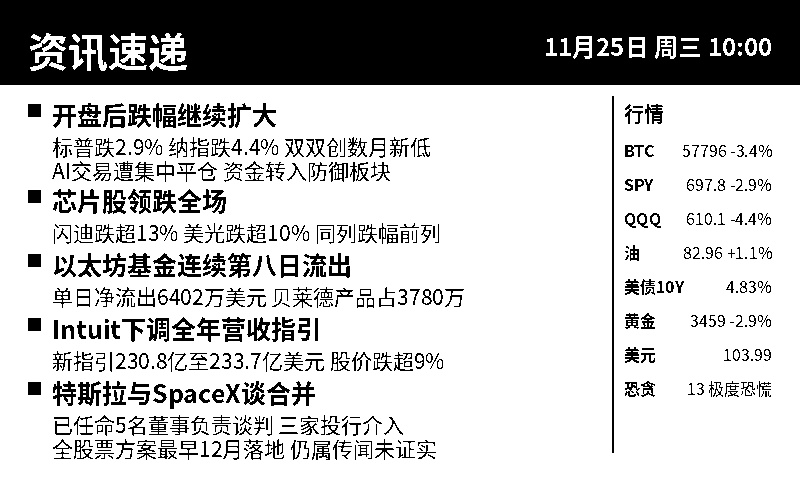 资讯速递
11月25日 周三 10:00
开盘后跌幅继续扩大
标普跌2.9% 纳指跌4.4% 双双创数月新低
AI交易遭集中平仓 资金转入防御板块
芯片股领跌全场
闪迪跌超13% 美光跌超10% 同列跌幅前列
以太坊基金连续第八日流出
单日净流出6402万美元 贝莱德产品占3780万
Intuit下调全年营收指引
新指引230.8亿至233.7亿美元 股价跌超9%
特斯拉与SpaceX谈合并
已任命5名董事负责谈判 三家投行介入
全股票方案最早12月落地 仍属传闻未证实
行情
BTC 57796 -3.4%
SPY 697.8 -2.9%
QQQ 610.1 -4.4%
油 82.96 +1.1%
美债10Y 4.83%
黄金 3459 -2.9%
美元 103.99
恐贪 13 极度恐慌